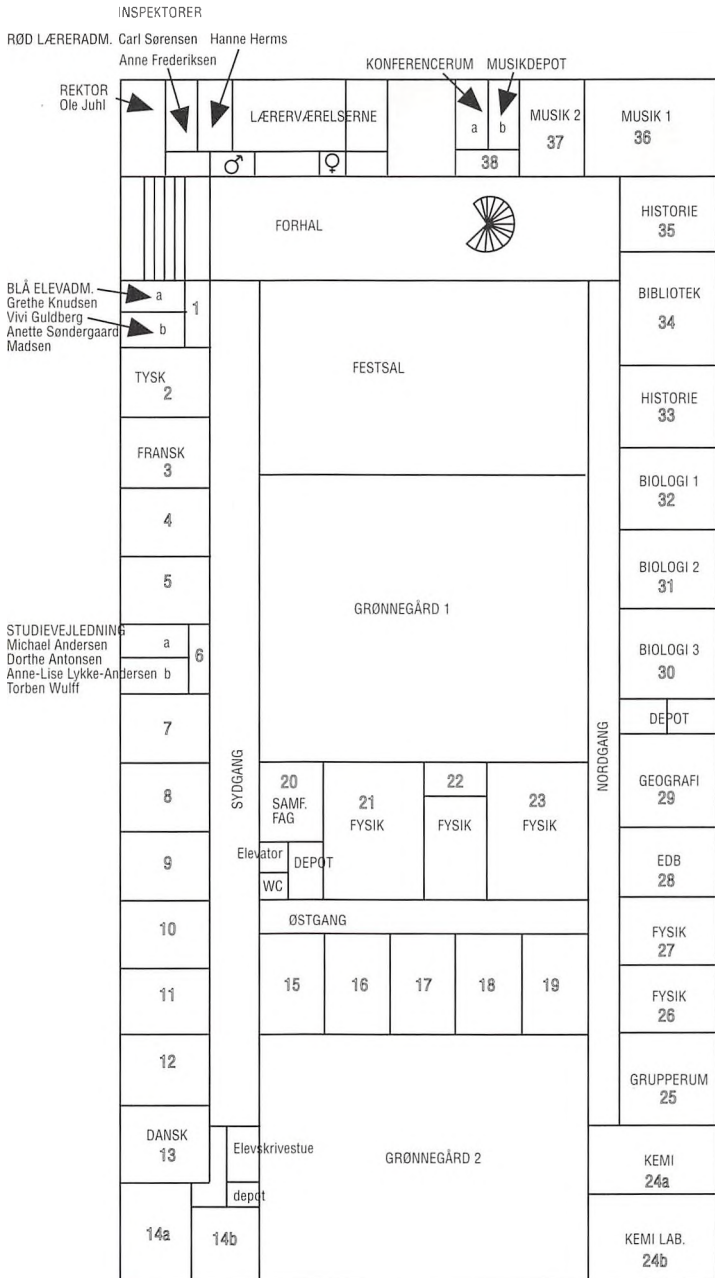 INSPEKTORER
RØD LÆRERADM. Carl Sørensen Hanne Herms
Anne Frederiksen
KONFERENCERUM MUSIKDEPOT
REKTOR
Ole Juhl
LÆRERVÆRELSERNE
a b
38
MUSIK 2
37
MUSIK 1
36
♂ ♀
FORHAL
HISTORIE
35
BLÅ ELEVADM.
Grethe Knudsen
Vivi Guldberg
Anette Søndergaard
Madsen
a
b
1
BIBLIOTEK
34
FESTSAL
TYSK
2
HISTORIE
33
FRANSK
3
BIOLOGI 1
32
4
BIOLOGI 2
31
5
GRØNNEGÅRD 1
STUDIEVEJLEDNING
Michael Andersen
Dorthe Antonsen
Anne-Lise Lykke-Andersen
Torben Wulff
a
b
6
BIOLOGI 3
30
7
DEPOT
SYDGANG
NORDGANG
8
20
SAMF.
FAG
21
FYSIK
22
FYSIK
23
FYSIK
GEOGRAFI
29
9
Elevator
DEPOT
WC
EDB
28
10
ØSTGANG
FYSIK
27
11
15 16 17 18 19
FYSIK
26
12
GRUPPERUM
25
DANSK
13
Elevskrivestue
depot
GRØNNEGÅRD 2
KEMI
24a
14a
14b
KEMI LAB.
24b